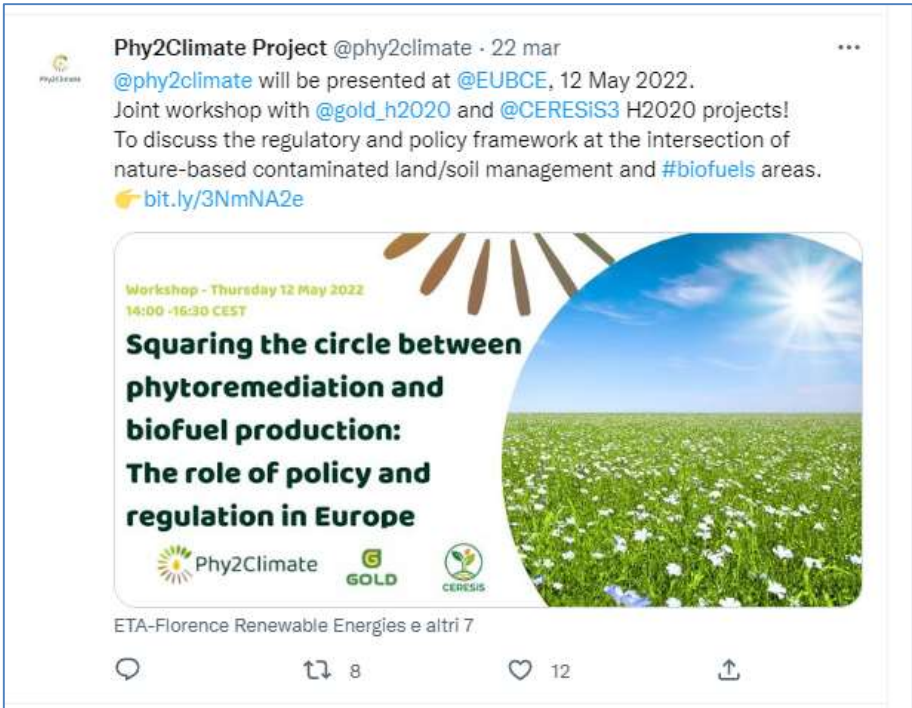 Phy2Climate Project @phy2climate · 22 mar
@phy2climate will be presented at @EUBCE, 12 May 2022.
Joint workshop with @gold_h2020 and @CERESiS3 H2020 projects!
To discuss the regulatory and policy framework at the intersection of
nature-based contaminated land/soil management and #biofuels areas.
👉bit.ly/3NmNA2e
Workshop - Thursday 12 May 2022
14:00 -16:30 CEST
Squaring the circle between
phytoremediation and
biofuel production:
The role of policy and
regulation in Europe
Phy2Climate
GOLD
CERESiS
ETA-Florence Renewable Energies e altri 7
8
12